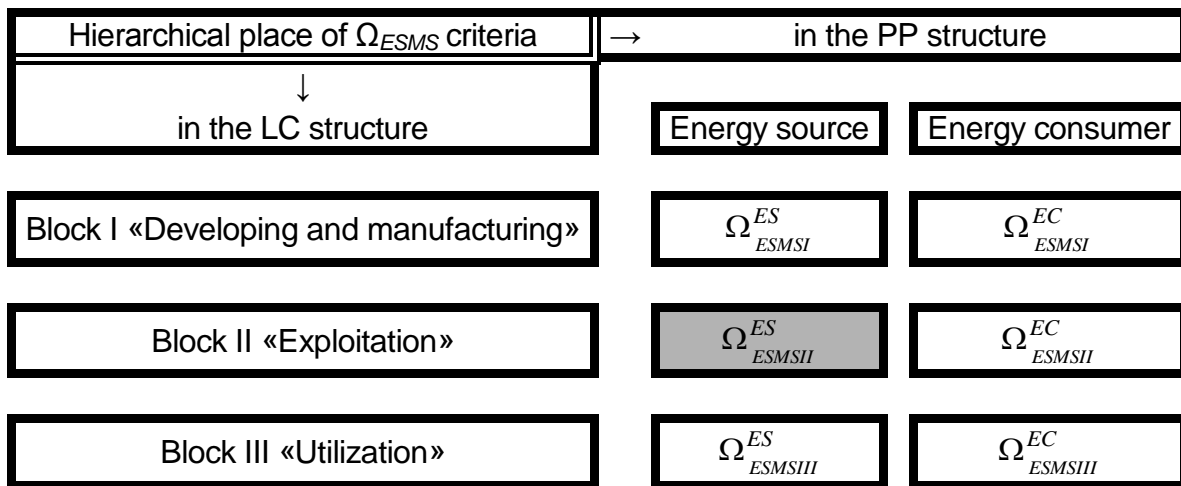 Hierarchical place of Ω_ESMS criteria → in the PP structure
↓
in the LC structure Energy source Energy consumer
Block I «Developing and manufacturing» Ω^ES_ESMSI Ω^EC_ESMSI
Block II «Exploitation» Ω^ES_ESMSII Ω^EC_ESMSII
Block III «Utilization» Ω^ES_ESMSIII Ω^EC_ESMSIII